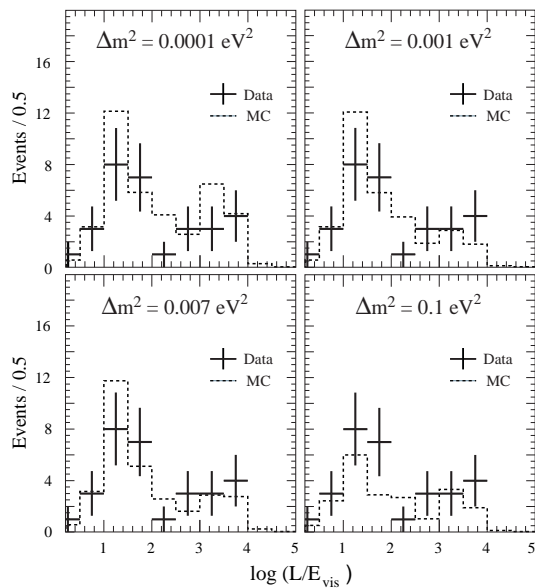 Δm² = 0.0001 eV²
Δm² = 0.001 eV²
16
12
8
4
0
Events / 0.5
Data
MC
Data
MC
Δm² = 0.007 eV²
Δm² = 0.1 eV²
16
12
8
4
0
Events / 0.5
Data
MC
Data
MC
1 2 3 4 5
1 2 3 4 5
log (L/E_vis)